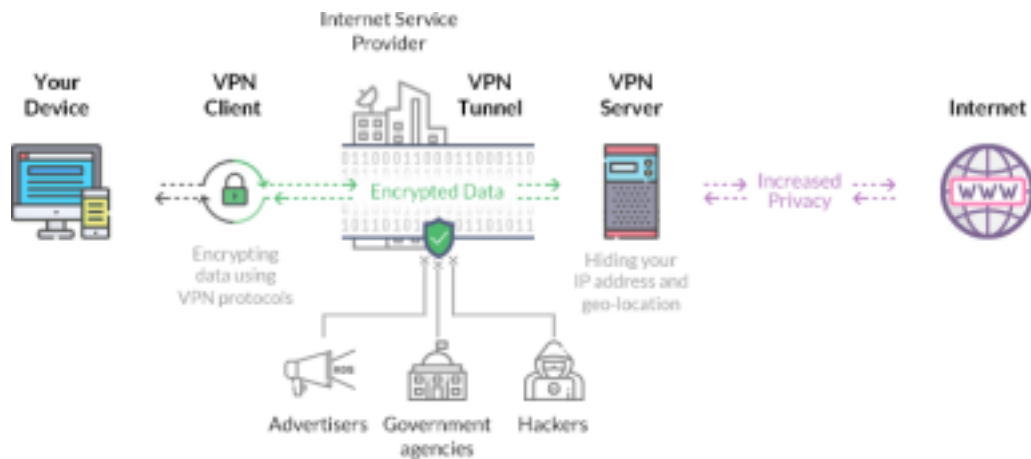 Internet Service
Provider
Your
Device
VPN
Client
VPN
Tunnel
VPN
Server
Internet
Encrypted Data
Increased
Privacy
WWW
Encrypting
data using
VPN protocols
Hiding your
IP address and
geo-location
ADS
Advertisers
Government
agencies
Hackers